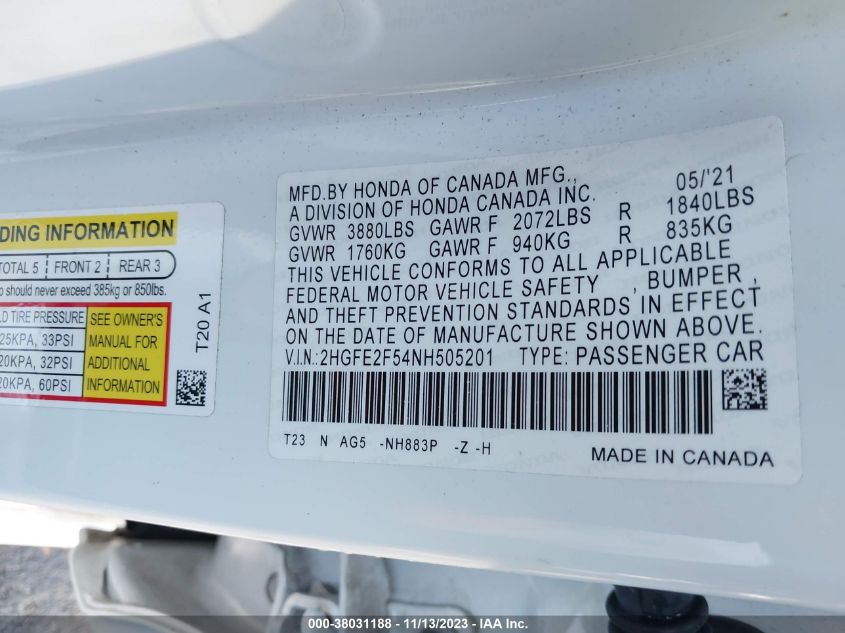 MFD.BY HONDA OF CANADA MFG., 05/'21
A DIVISION OF HONDA CANADA INC.
GVWR 3880LBS GAWR F 2072LBS R 1840LBS
GVWR 1760KG GAWR F 940KG R 835KG
THIS VEHICLE CONFORMS TO ALL APPLICABLE
FEDERAL MOTOR VEHICLE SAFETY , BUMPER ,
AND THEFT PREVENTION STANDARDS IN EFFECT
ON THE DATE OF MANUFACTURE SHOWN ABOVE.
V.I.N.:2HGFE2F54NH505201 TYPE: PASSENGER CAR
T23 N AG5 -NH883P -Z -H
MADE IN CANADA
DING INFORMATION
TOTAL 5 FRONT 2 REAR 3
o should never exceed 385kg or 850lbs.
LD TIRE PRESSURE
25KPA, 33PSI
20KPA, 32PSI
20KPA, 60PSI
SEE OWNER'S
MANUAL FOR
ADDITIONAL
INFORMATION
T20 A1
000-38031188 - 11/13/2023 - IAA Inc.